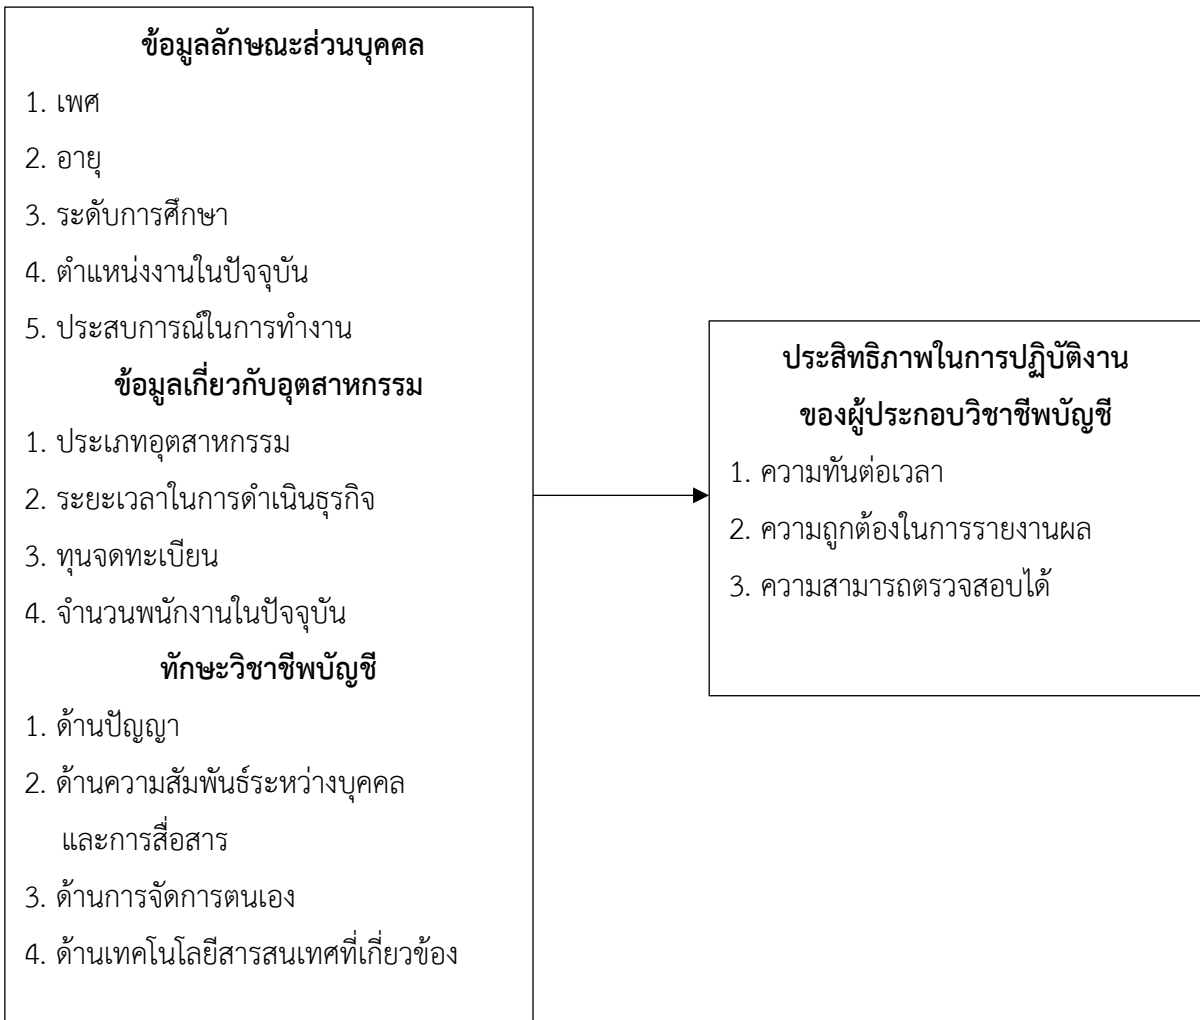 ข้อมูลลักษณะส่วนบุคคล
1. เพศ
2. อายุ
3. ระดับการศึกษา
4. ตำแหน่งงานในปัจจุบัน
5. ประสบการณ์ในการทำงาน
ข้อมูลเกี่ยวกับอุตสาหกรรม
1. ประเภทอุตสาหกรรม
2. ระยะเวลาในการดำเนินธุรกิจ
3. ทุนจดทะเบียน
4. จำนวนพนักงานในปัจจุบัน
ทักษะวิชาชีพบัญชี
1. ด้านปัญญา
2. ด้านความสัมพันธ์ระหว่างบุคคล
และการสื่อสาร
3. ด้านการจัดการตนเอง
4. ด้านเทคโนโลยีสารสนเทศที่เกี่ยวข้อง
ประสิทธิภาพในการปฏิบัติงาน
ของผู้ประกอบวิชาชีพบัญชี
1. ความทันต่อเวลา
2. ความถูกต้องในการรายงานผล
3. ความสามารถตรวจสอบได้